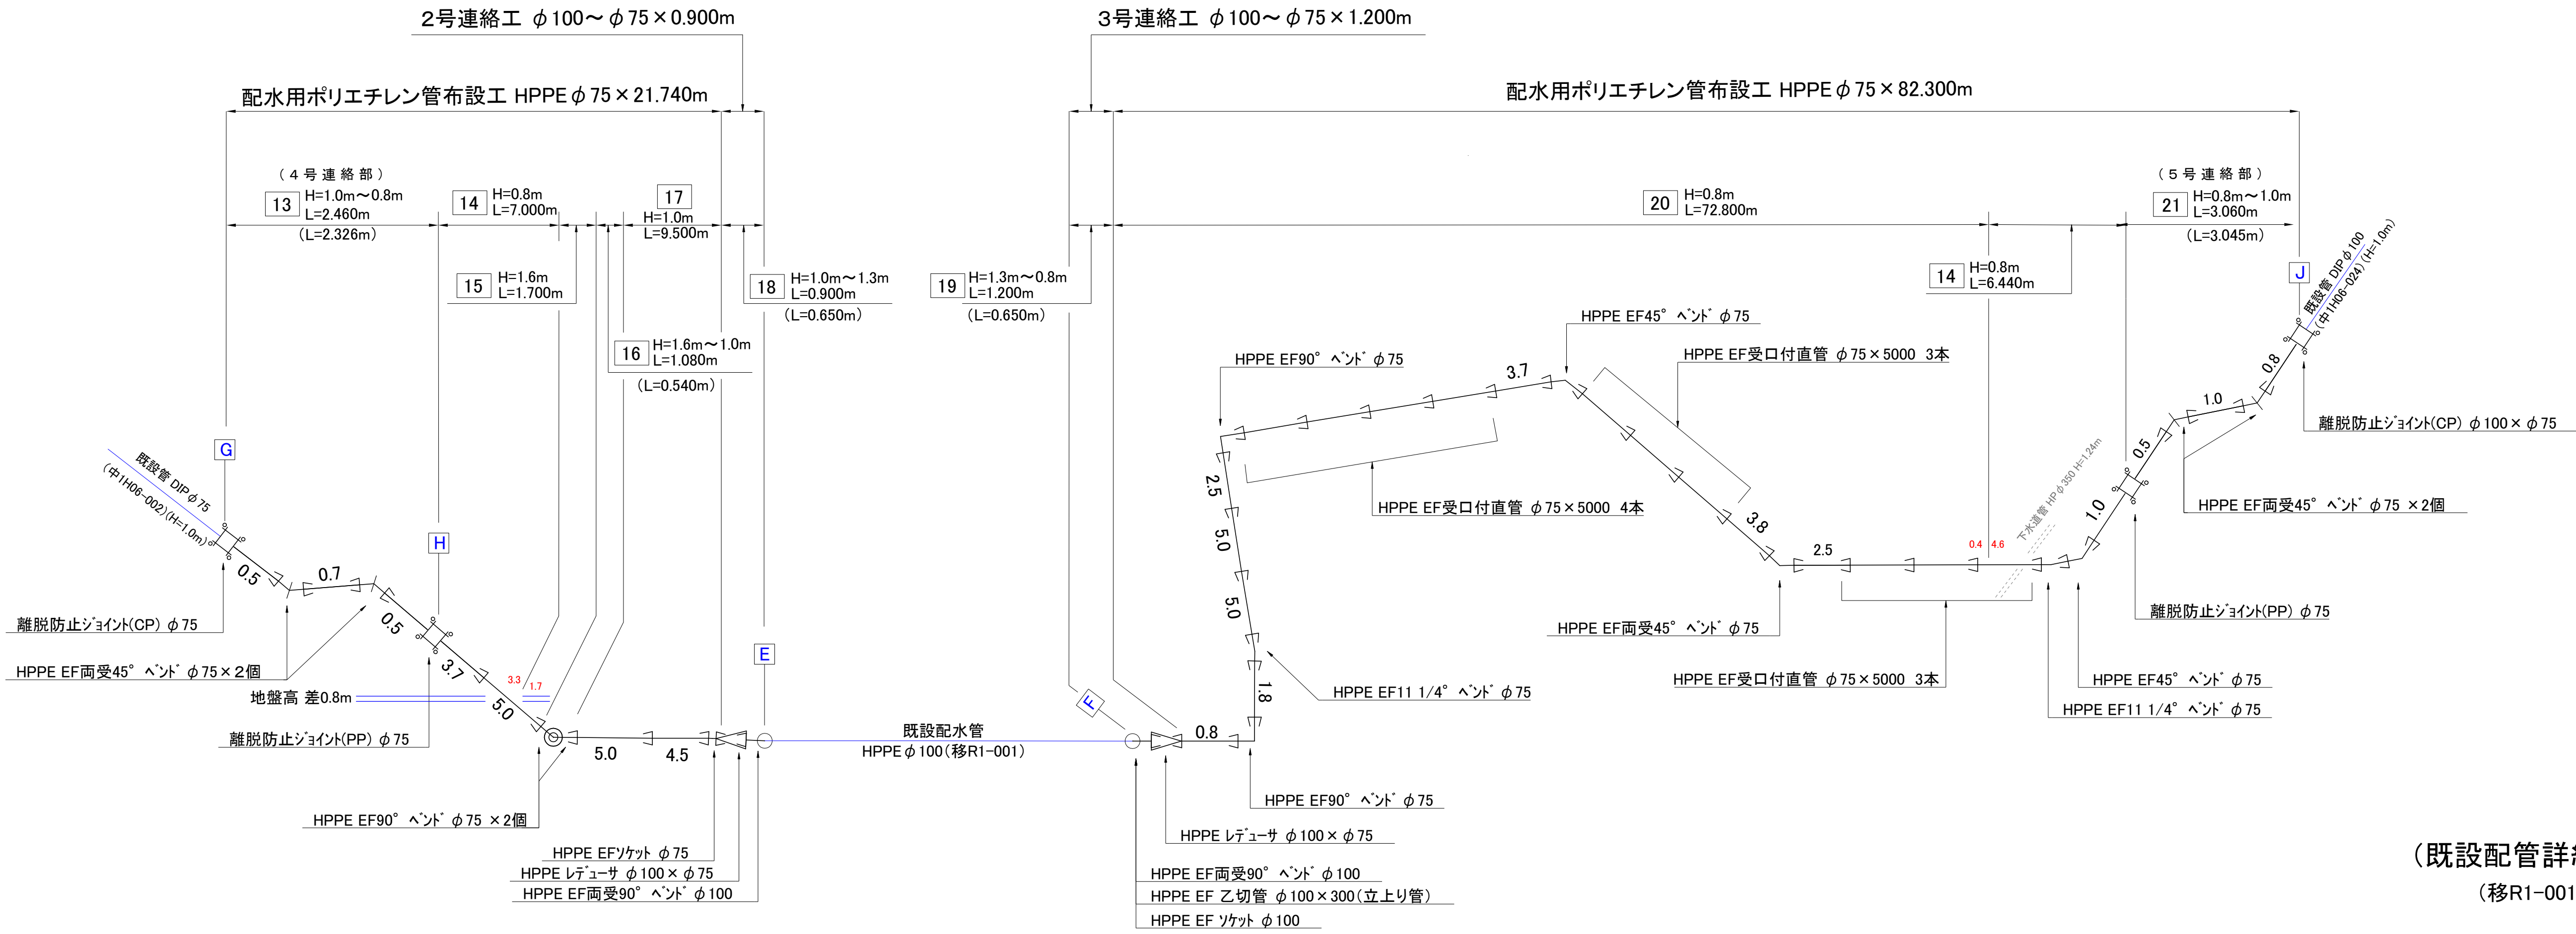 2号連絡工 φ100～φ75×0.900m
3号連絡工 φ100～φ75×1.200m
配水用ポリエチレン管布設工 HPPEφ75×21.740m
配水用ポリエチレン管布設工 HPPEφ75×82.300m
(4号連絡部)
13
H=1.0m～0.8m
L=2.460m
(L=2.326m)
14
H=0.8m
L=7.000m
17
H=1.0m
L=9.500m
15
H=1.6m
L=1.700m
16
H=1.6m～1.0m
L=1.080m
(L=0.540m)
18
H=1.0m～1.3m
L=0.900m
(L=0.650m)
19
H=1.3m～0.8m
L=1.200m
(L=0.650m)
20
H=0.8m
L=72.800m
14
H=0.8m
L=6.440m
(5号連絡部)
21
H=0.8m～1.0m
L=3.060m
(L=3.045m)
G
既設管 DIPφ75
(中1H06-002)(H=1.0m)
0.5
0.7
0.5
H
3.7
3.3
1.7
5.0
離脱防止ｼﾞｮｲﾝﾄ(CP) φ75
HPPE EF両受45° ﾍﾞﾝﾄﾞ φ75×2個
地盤高 差0.8m
離脱防止ｼﾞｮｲﾝﾄ(PP) φ75
5.0
4.5
E
HPPE EF90° ﾍﾞﾝﾄﾞ φ75 ×2個
HPPE EFｿｹｯﾄ φ75
HPPE ﾚﾃﾞｭｰｻ φ100×φ75
HPPE EF両受90° ﾍﾞﾝﾄﾞ φ100
既設配水管
HPPEφ100(移R1-001)
F
0.8
1.8
5.0
5.0
2.5
HPPE EF90° ﾍﾞﾝﾄﾞ φ75
HPPE ﾚﾃﾞｭｰｻ φ100×φ75
HPPE EF両受90° ﾍﾞﾝﾄﾞ φ100
HPPE EF 乙切管 φ100×300(立上り管)
HPPE EF ｿｹｯﾄ φ100
HPPE EF11 1/4° ﾍﾞﾝﾄﾞ φ75
HPPE EF90° ﾍﾞﾝﾄﾞ φ75
3.7
HPPE EF受口付直管 φ75×5000 4本
HPPE EF45° ﾍﾞﾝﾄﾞ φ75
HPPE EF受口付直管 φ75×5000 3本
3.8
2.5
HPPE EF両受45° ﾍﾞﾝﾄﾞ φ75
HPPE EF受口付直管 φ75×5000 3本
0.4
4.6
下水道管 HPφ350 H=1.24m
HPPE EF45° ﾍﾞﾝﾄﾞ φ75
HPPE EF11 1/4° ﾍﾞﾝﾄﾞ φ75
1.0
離脱防止ｼﾞｮｲﾝﾄ(PP) φ75
0.5
1.0
HPPE EF両受45° ﾍﾞﾝﾄﾞ φ75 ×2個
0.8
離脱防止ｼﾞｮｲﾝﾄ(CP) φ100×φ75
J
既設管 DIPφ100
(中1H06-024)(H=1.0m)
(既設配管詳
(移R1-001